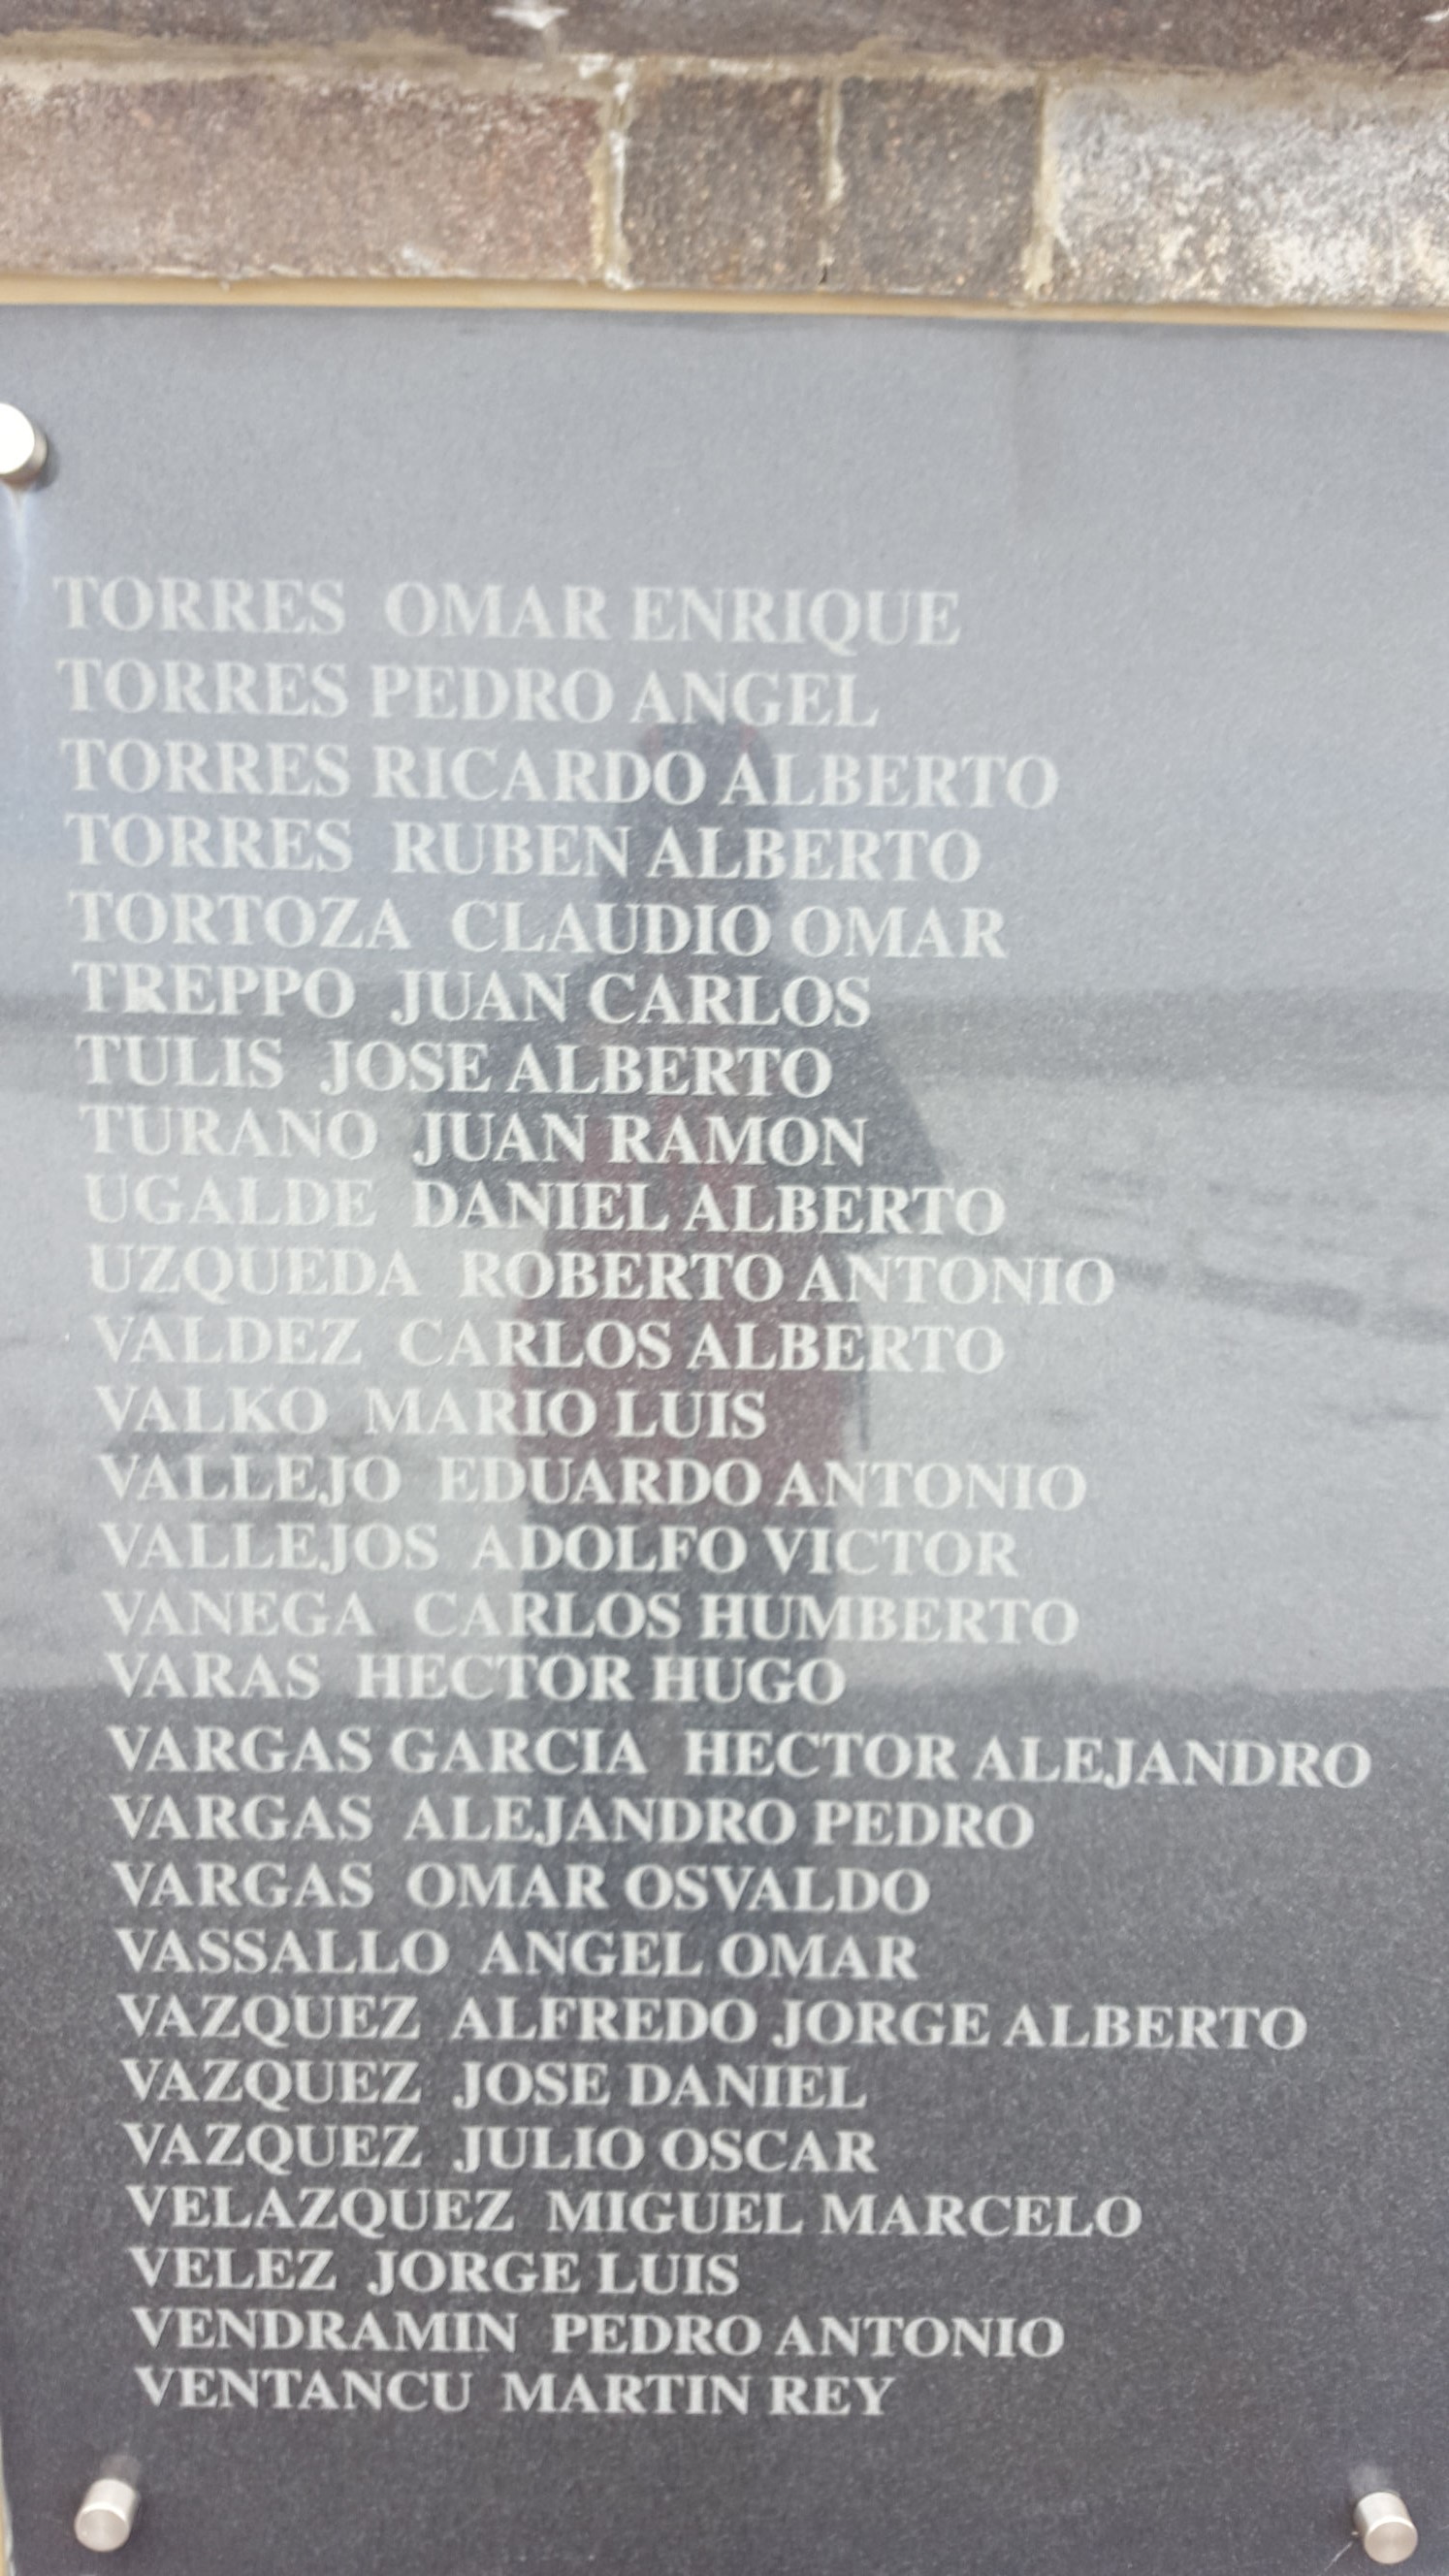 TORRES OMAR ENRIQUE
TORRES PEDRO ANGEL
TORRES RICARDO ALBERTO
TORRES RUBEN ALBERTO
TORTOZA CLAUDIO OMAR
TREPPO JUAN CARLOS
TULIS JOSE ALBERTO
TURANO JUAN RAMON
UGALDE DANIEL ALBERTO
UZQUEDA ROBERTO ANTONIO
VALDEZ CARLOS ALBERTO
VALKO MARIO LUIS
VALLEJO EDUARDO ANTONIO
VALLEJOS ADOLFO VICTOR
VANEGA CARLOS HUMBERTO
VARAS HECTOR HUGO
VARGAS GARCIA HECTOR ALEJANDRO
VARGAS ALEJANDRO PEDRO
VARGAS OMAR OSVALDO
VASSALLO ANGEL OMAR
VAZQUEZ ALFREDO JORGE ALBERTO
VAZQUEZ JOSE DANIEL
VAZQUEZ JULIO OSCAR
VELAZQUEZ MIGUEL MARCELO
VELEZ JORGE LUIS
VENDRAMIN PEDRO ANTONIO
VENTANCU MARTIN REY